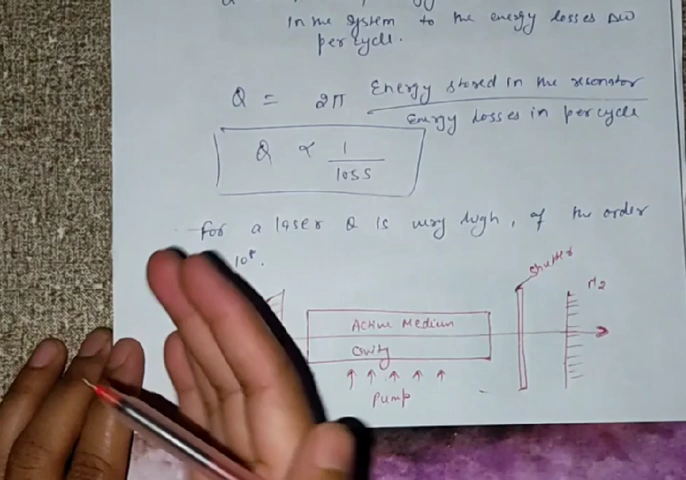 In the system to the energy losses ΔW
per cycle.
Q = 2π Energy stored in the resonator
Energy losses in per cycle
Q ∝ 1
loss
For a laser Q is very high, of the order
10⁸.
Shutter
M2
Active Medium
Cavity
Pump